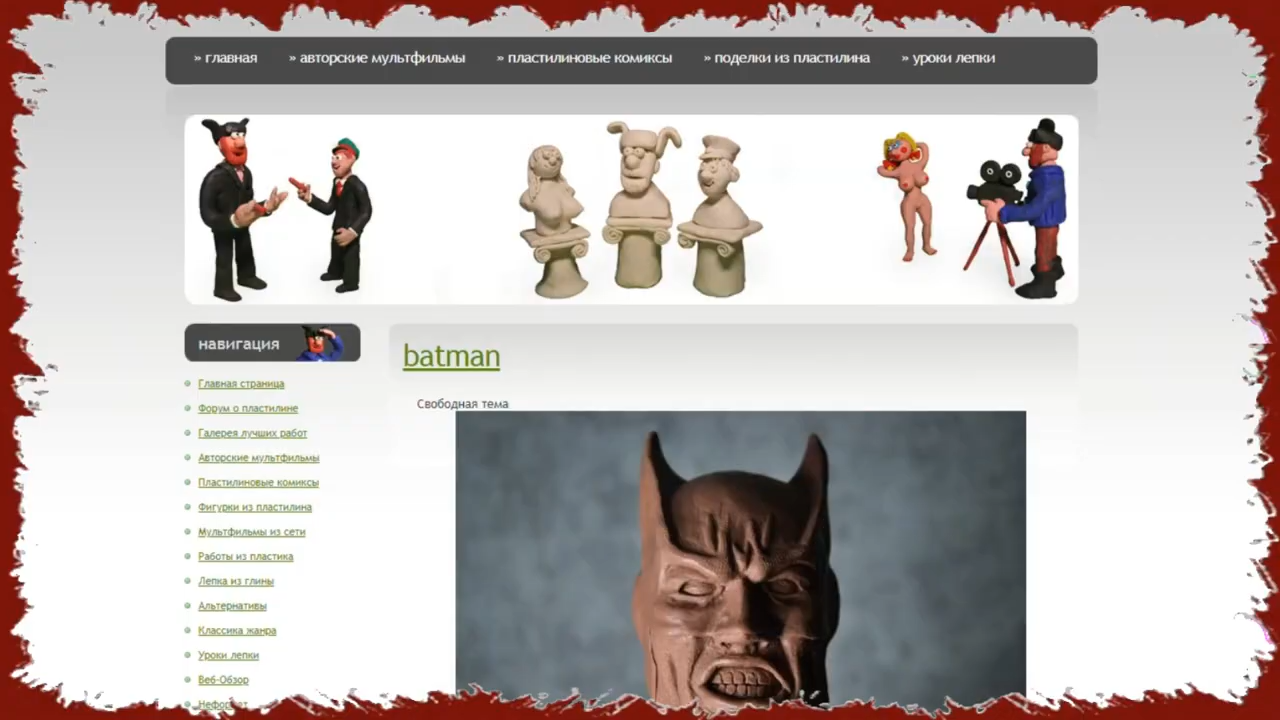 » главная » авторские мультфильмы » пластилиновые комиксы » поделки из пластилина » уроки лепки
навигация
Главная страница
Форум о пластилине
Галерея лучших работ
Авторские мультфильмы
Пластилиновые комиксы
Фигурки из пластилина
Мультфильмы из сети
Работы из пластика
Лепка из глины
Альтернативы
Классика жанра
Уроки лепки
Веб-Обзор
Неформат
batman
Свободная тема